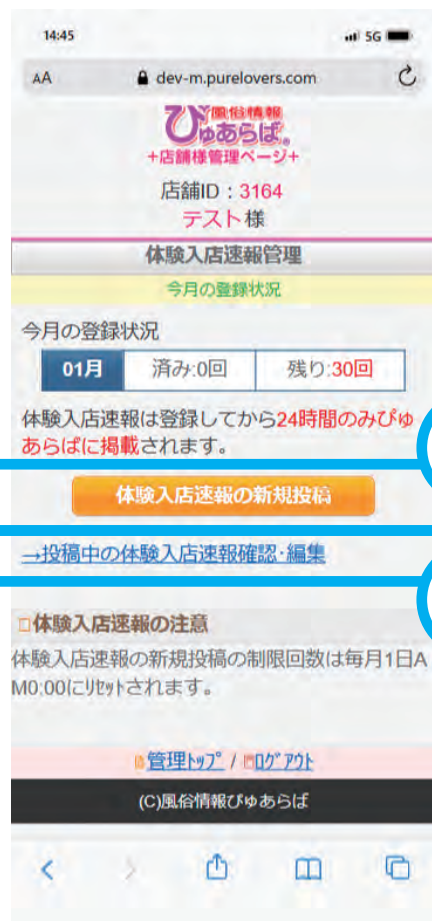 14:45
5G
AA dev-m.purelovers.com
風俗情報
ぴゅあらば。
+店舗様管理ページ+
店舗ID：3164
テスト様
体験入店速報管理
今月の登録状況
今月の登録状況
01月 済み:0回 残り:30回
体験入店速報は登録してから24時間のみぴゅ
あらばに掲載されます。
体験入店速報の新規投稿
→投稿中の体験入店速報確認･編集
体験入店速報の注意
体験入店速報の新規投稿の制限回数は毎月1日A
M0:00にﾘｾｯﾄされます。
管理ﾄｯﾌﾟ / ﾛｸﾞｱｳﾄ
(C)風俗情報ぴゅあらば